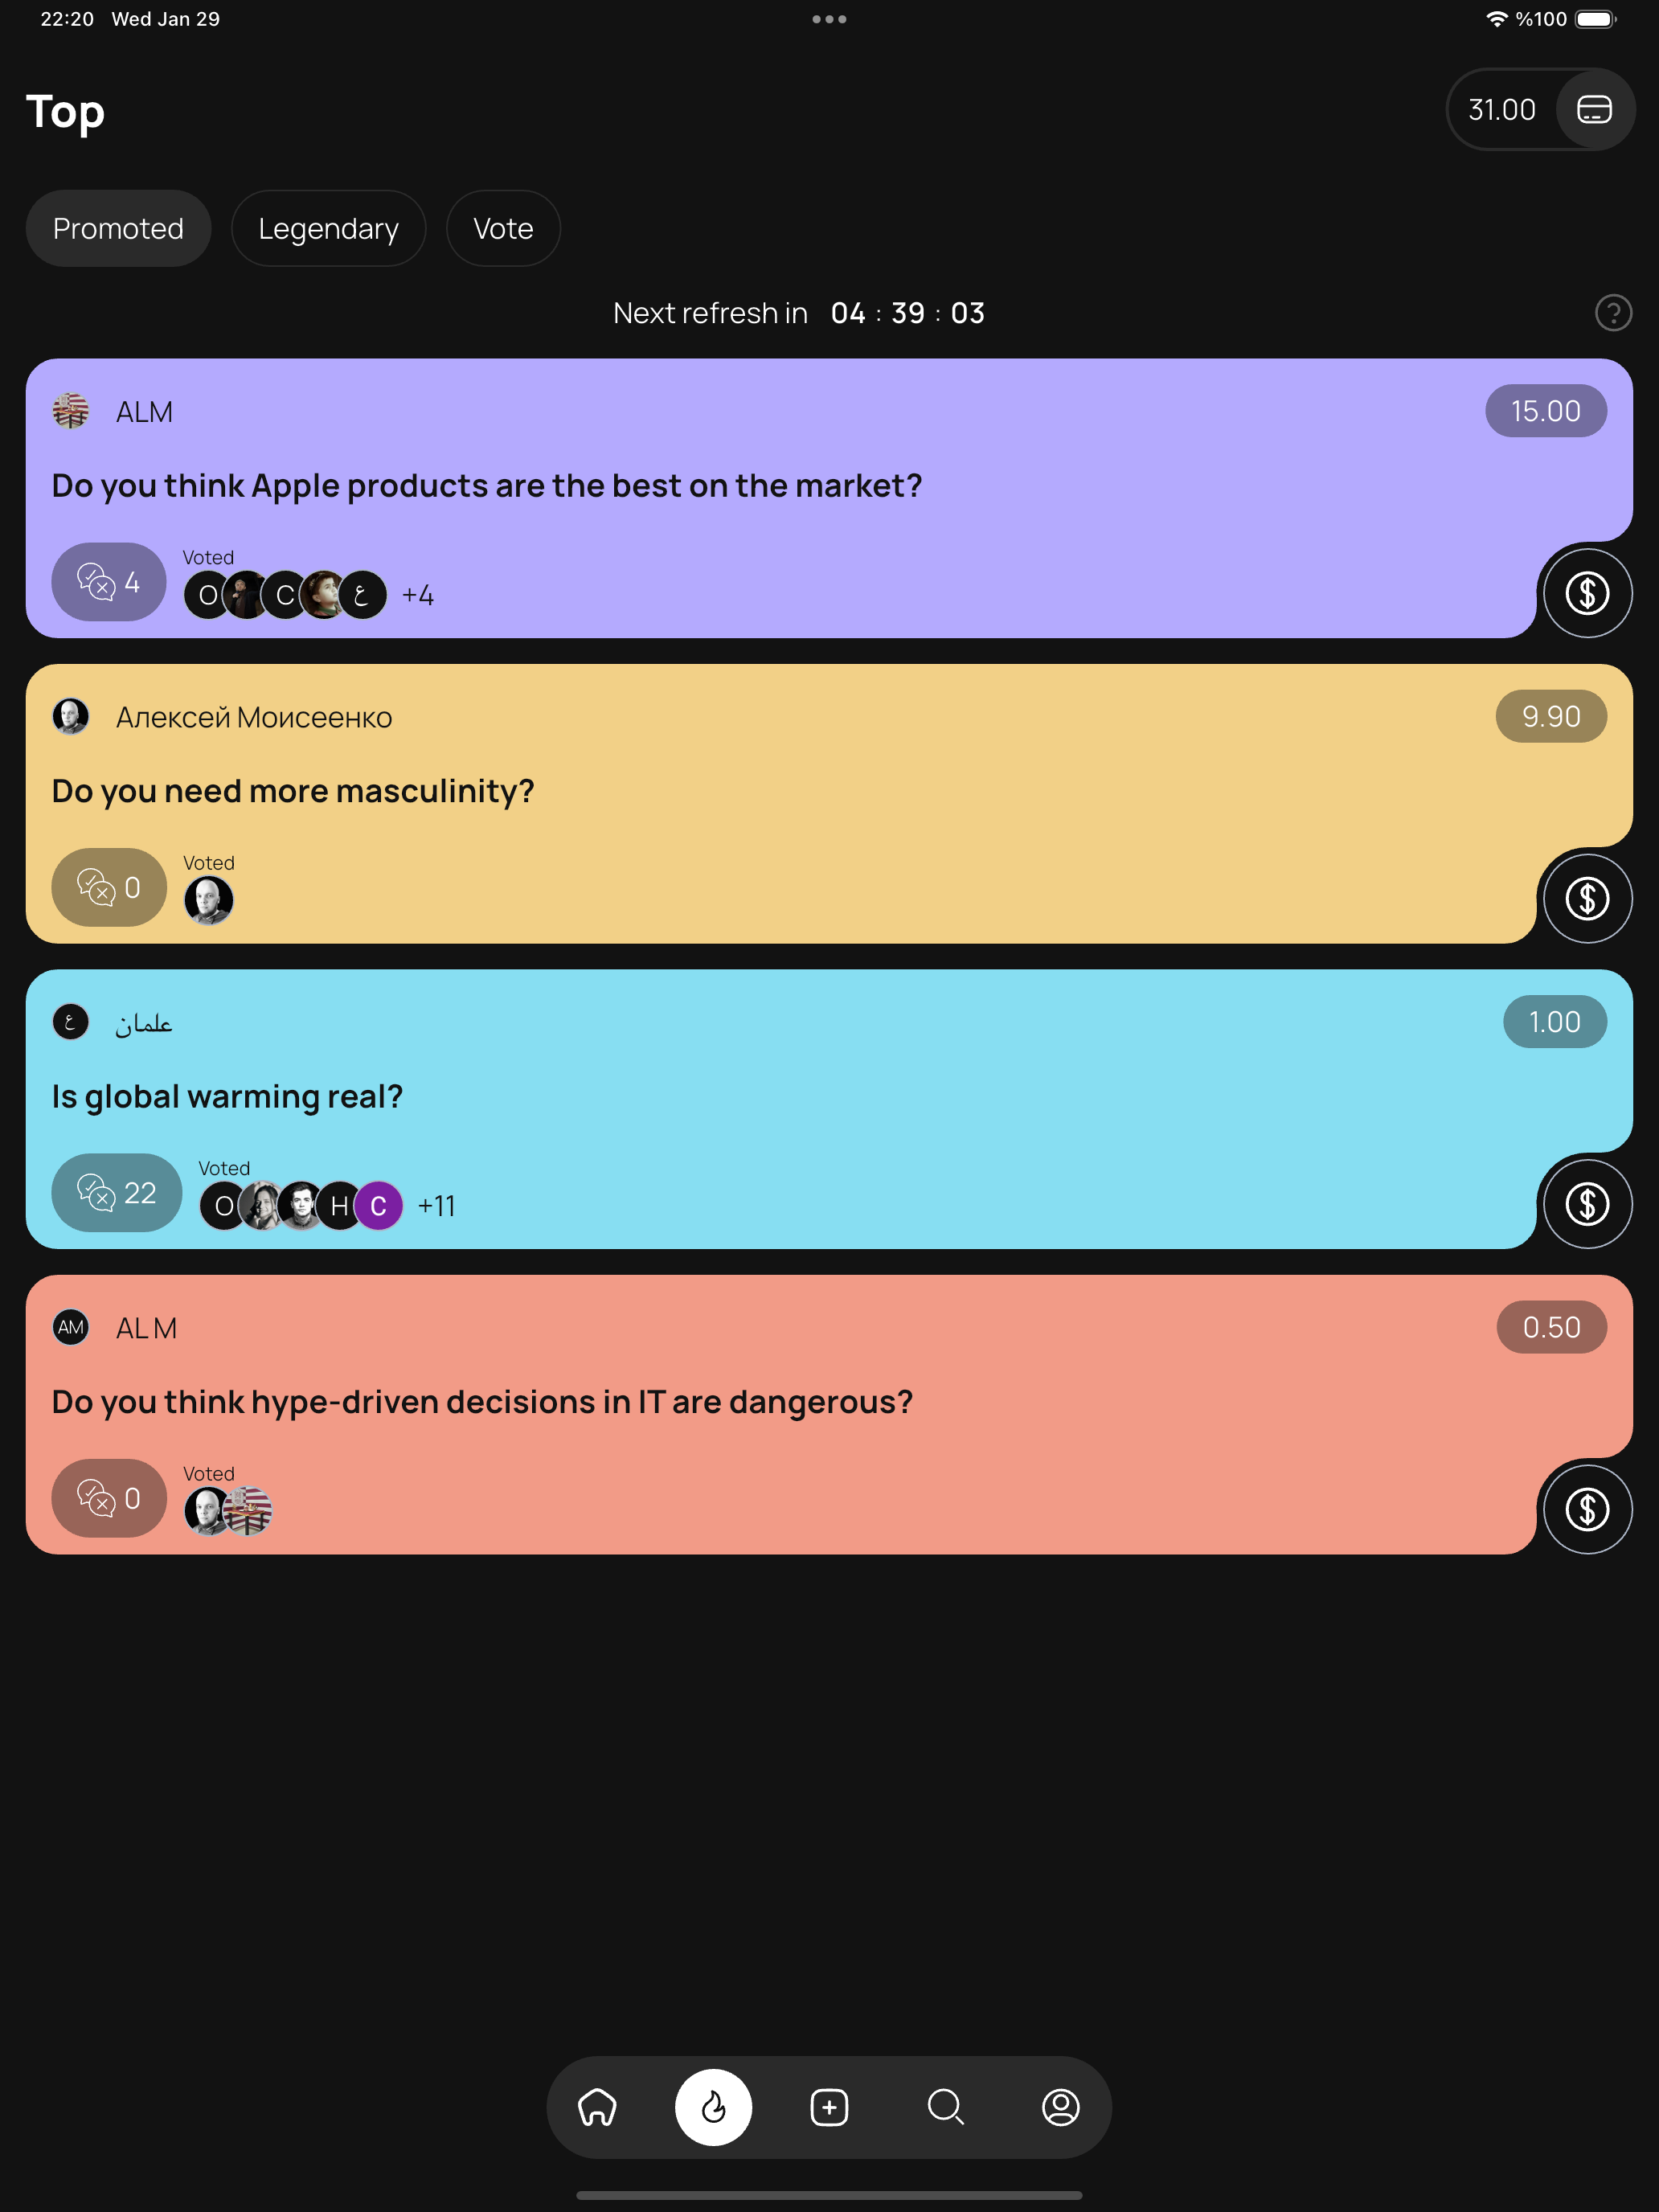 22:20 Wed Jan 29
%100
Top
31.00
Promoted
Legendary
Vote
Next refresh in 04 : 39 : 03
?
ALM
15.00
Do you think Apple products are the best on the market?
4
Voted
O C ع +4
$
Алексей Моисеенко
9.90
Do you need more masculinity?
0
Voted
$
ع
علمان
1.00
Is global warming real?
22
Voted
O H C +11
$
AM
AL M
0.50
Do you think hype-driven decisions in IT are dangerous?
0
Voted
$